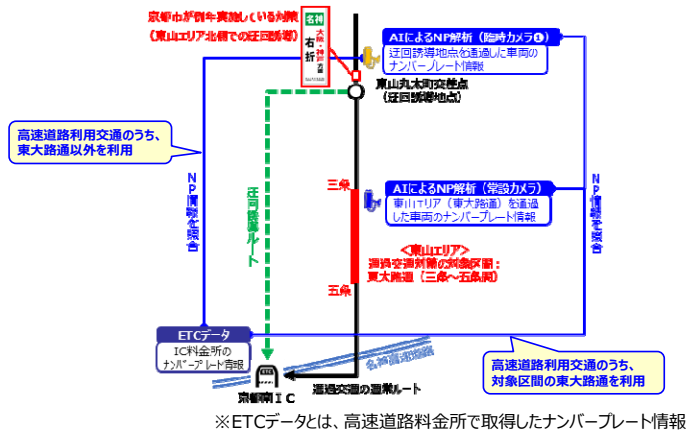 京都市が例年実施している対策
(東山エリア北側での迂回誘導)
名神
大阪・神戸方面
右折
AIによるNP解析（臨時カメラ❶）
迂回誘導地点を通過した車両の
ナンバープレート情報
東山丸太町交差点
(迂回誘導地点)
高速道路利用交通のうち、
東大路通以外を利用
NP情報を照合
迂回誘導ルート
三条
AIによるNP解析（常設カメラ）
東山エリア（東大路通）を通過
した車両のナンバープレート情報
NP情報を照合
<東山エリア>
通過交通対策の対象区間：
東大路通（三条～五条間）
五条
ETCデータ
IC料金所の
ナンバープレート情報
名神高速道路
京都南IC
通過交通の通常ルート
高速道路利用交通のうち、
対象区間の東大路通を利用
※ETCデータとは、高速道路料金所で取得したナンバープレート情報